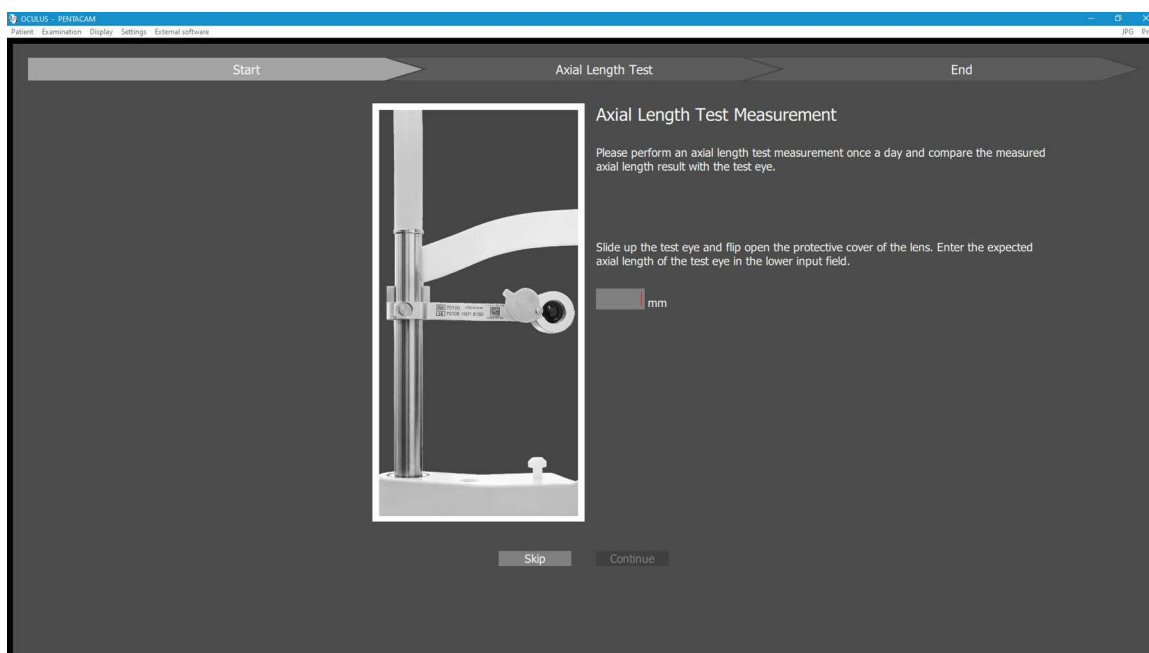 OCULUS - PENTACAM
Patient Examination Display Settings External software
JPG
Start
Axial Length Test
End
Axial Length Test Measurement
Please perform an axial length test measurement once a day and compare the measured
axial length result with the test eye.
Slide up the test eye and flip open the protective cover of the lens. Enter the expected
axial length of the test eye in the lower input field.
mm
Skip
Continue